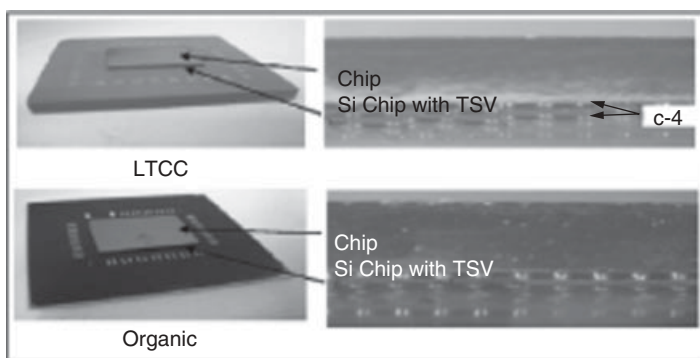 Chip
Si Chip with TSV
c-4
LTCC
Chip
Si Chip with TSV
Organic